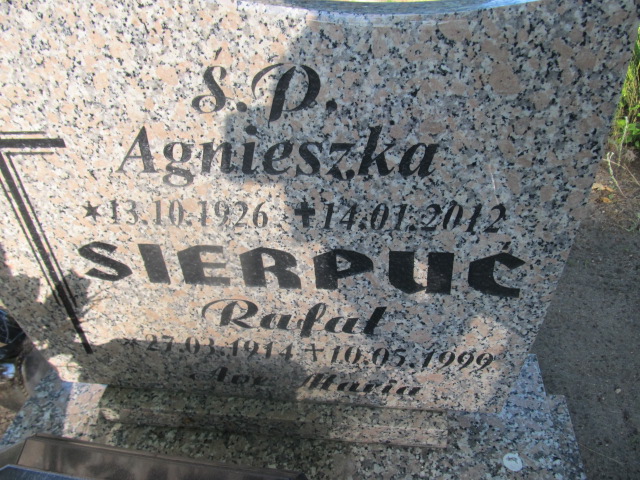 Ś.P.
Agnieszka
*13.10.1926 ✝14.01.2012
SIERPUĆ
Rafał
*27.03.1914 ✝10.05.1999
Ave Maria